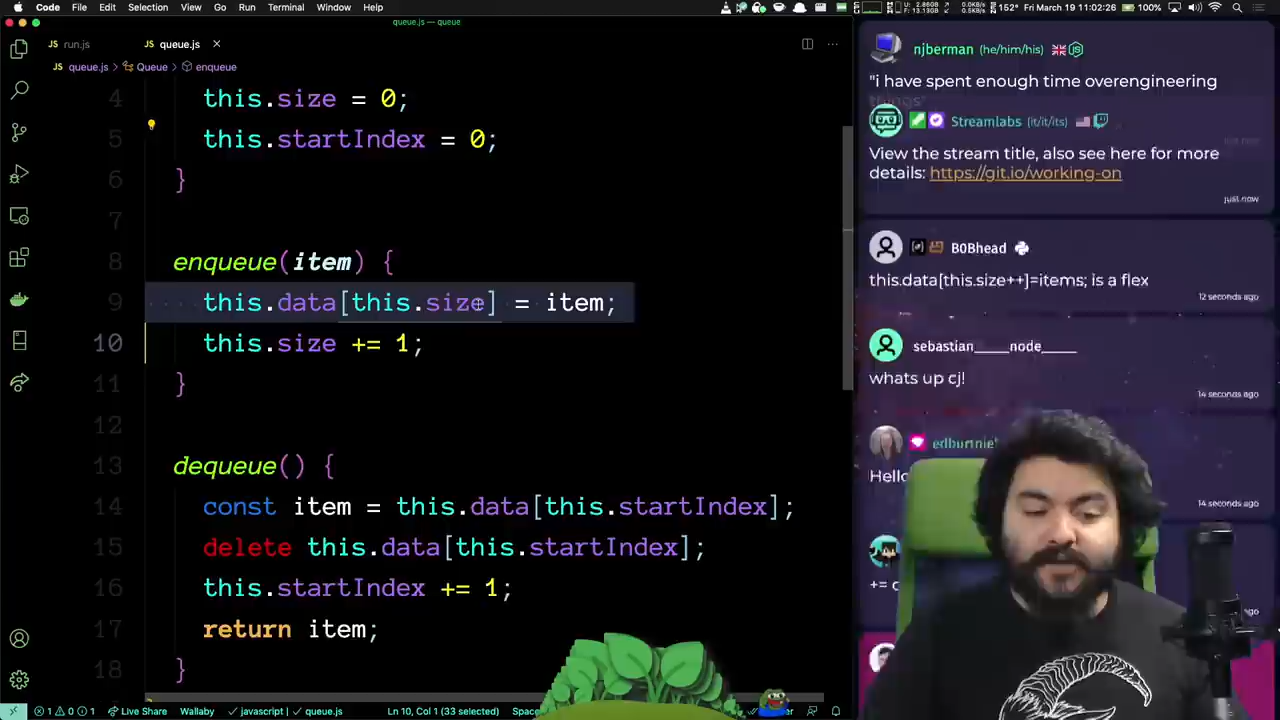 Code File Edit Selection View Go Run Terminal Window Help
152° Fri March 19 11:02:26 100%
queue.js — queue
run.js
queue.js ×
queue.js > Queue > enqueue
4 this.size = 0;
5 this.startIndex = 0;
6 }
7
8 enqueue(item) {
9 this.data[this.size] = item;
10 this.size += 1;
11 }
12
13 dequeue() {
14 const item = this.data[this.startIndex];
15 delete this.data[this.startIndex];
16 this.startIndex += 1;
17 return item;
18 }
1 0 1 Live Share Wallaby javascript | queue.js Ln 10, Col 1 (33 selected)
njberman (he/him/his)
"i have spent enough time overengineering
things"
Streamlabs (it/it/its)
View the stream title, also see here for more
details: https://git.io/working-on
just now
B0Bhead
this.data[this.size++]=items; is a flex
12 seconds ago
sebastian_____node_____
whats up cj!
14 seconds ago
Hello
14 seconds ago